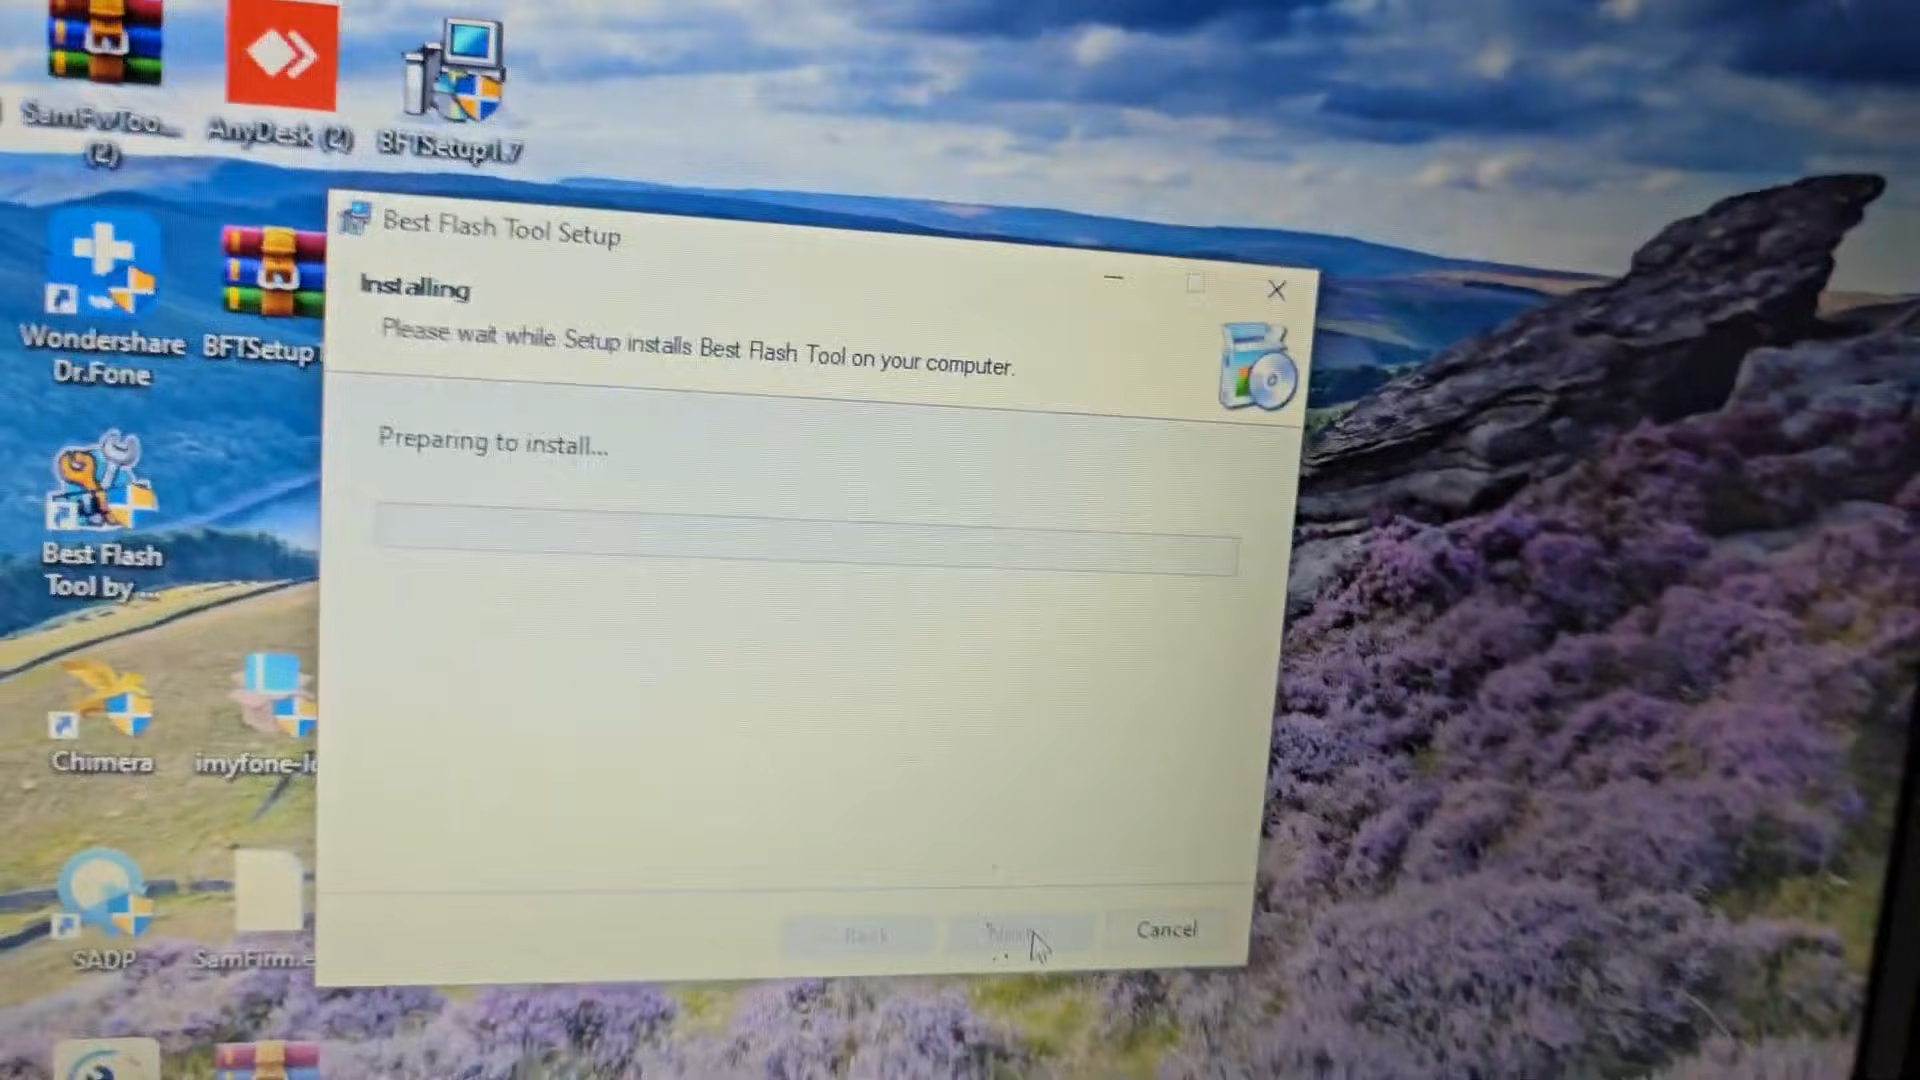 SamFwToo...
(2)
AnyDesk (2)
BFTSetup1.7
Wondershare
Dr.Fone
BFTSetup
Best Flash
Tool by ...
Chimera
imyfone-
SADP
SamFirm.e
Best Flash Tool Setup
Installing
Please wait while Setup installs Best Flash Tool on your computer.
Preparing to install...
Back
Next
Cancel